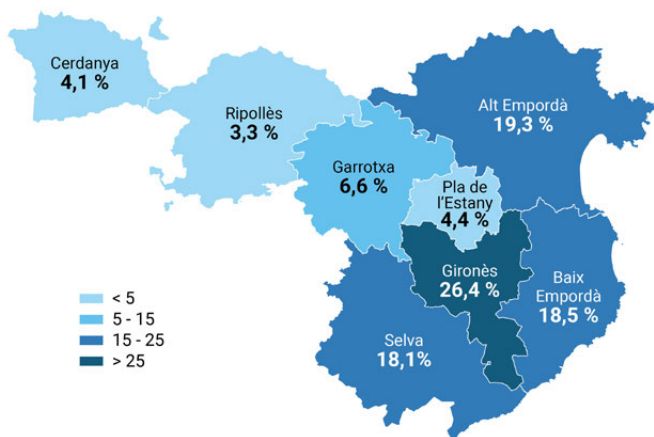 Cerdanya
4,1 %
Ripollès
3,3 %
Alt Empordà
19,3 %
Garrotxa
6,6 %
Pla de
l'Estany
4,4 %
Gironès
26,4 %
Baix
Empordà
18,5 %
Selva
18,1%
< 5
5 - 15
15 - 25
> 25